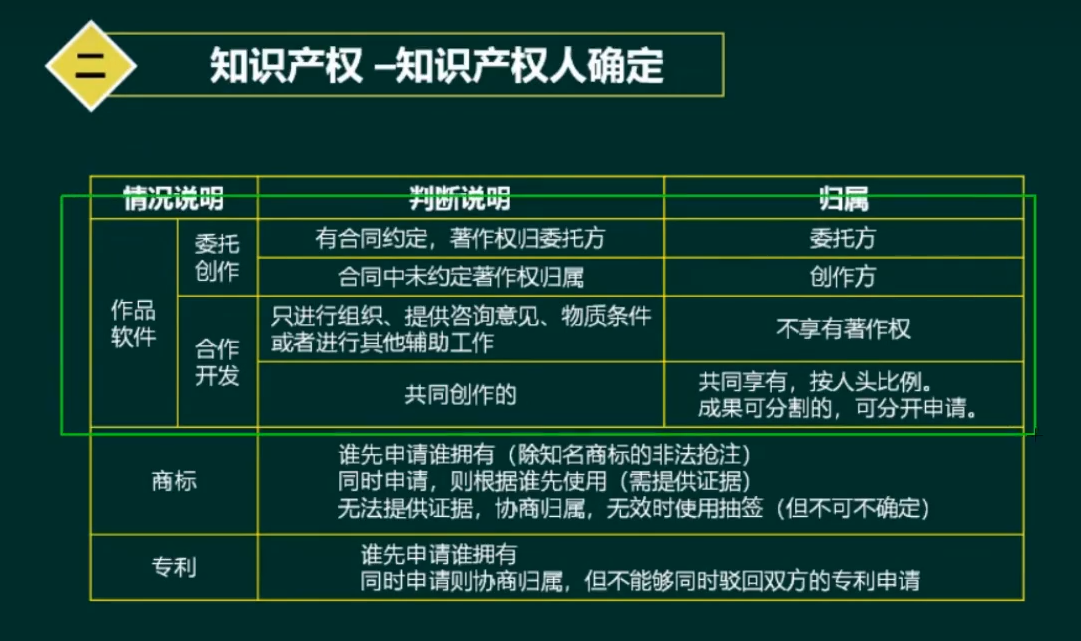 二
知识产权 –知识产权人确定
情况说明 判断说明 归属
作品
软件
委托
创作
有合同约定，著作权归委托方 委托方
合同中未约定著作权归属 创作方
合作
开发
只进行组织、提供咨询意见、物质条件
或者进行其他辅助工作
不享有著作权
共同创作的
共同享有，按人头比例。
成果可分割的，可分开申请。
商标
谁先申请谁拥有（除知名商标的非法抢注）
同时申请，则根据谁先使用（需提供证据）
无法提供证据，协商归属，无效时使用抽签（但不可不确定）
专利
谁先申请谁拥有
同时申请则协商归属，但不能够同时驳回双方的专利申请